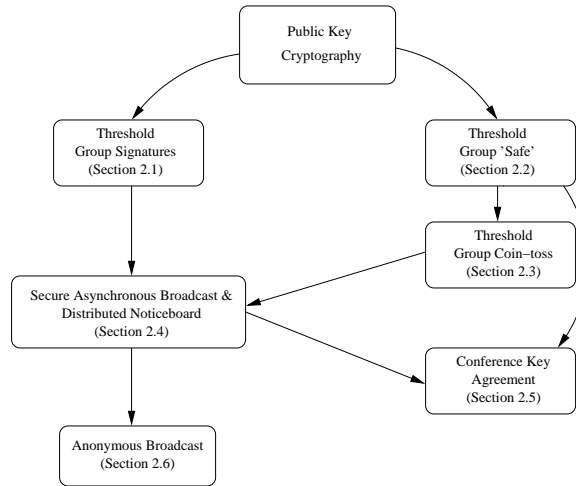 Public Key
Cryptography
Threshold
Group Signatures
(Section 2.1)
Threshold
Group 'Safe'
(Section 2.2)
Threshold
Group Coin−toss
(Section 2.3)
Secure Asynchronous Broadcast &
Distributed Noticeboard
(Section 2.4)
Conference Key
Agreement
(Section 2.5)
Anonymous Broadcast
(Section 2.6)